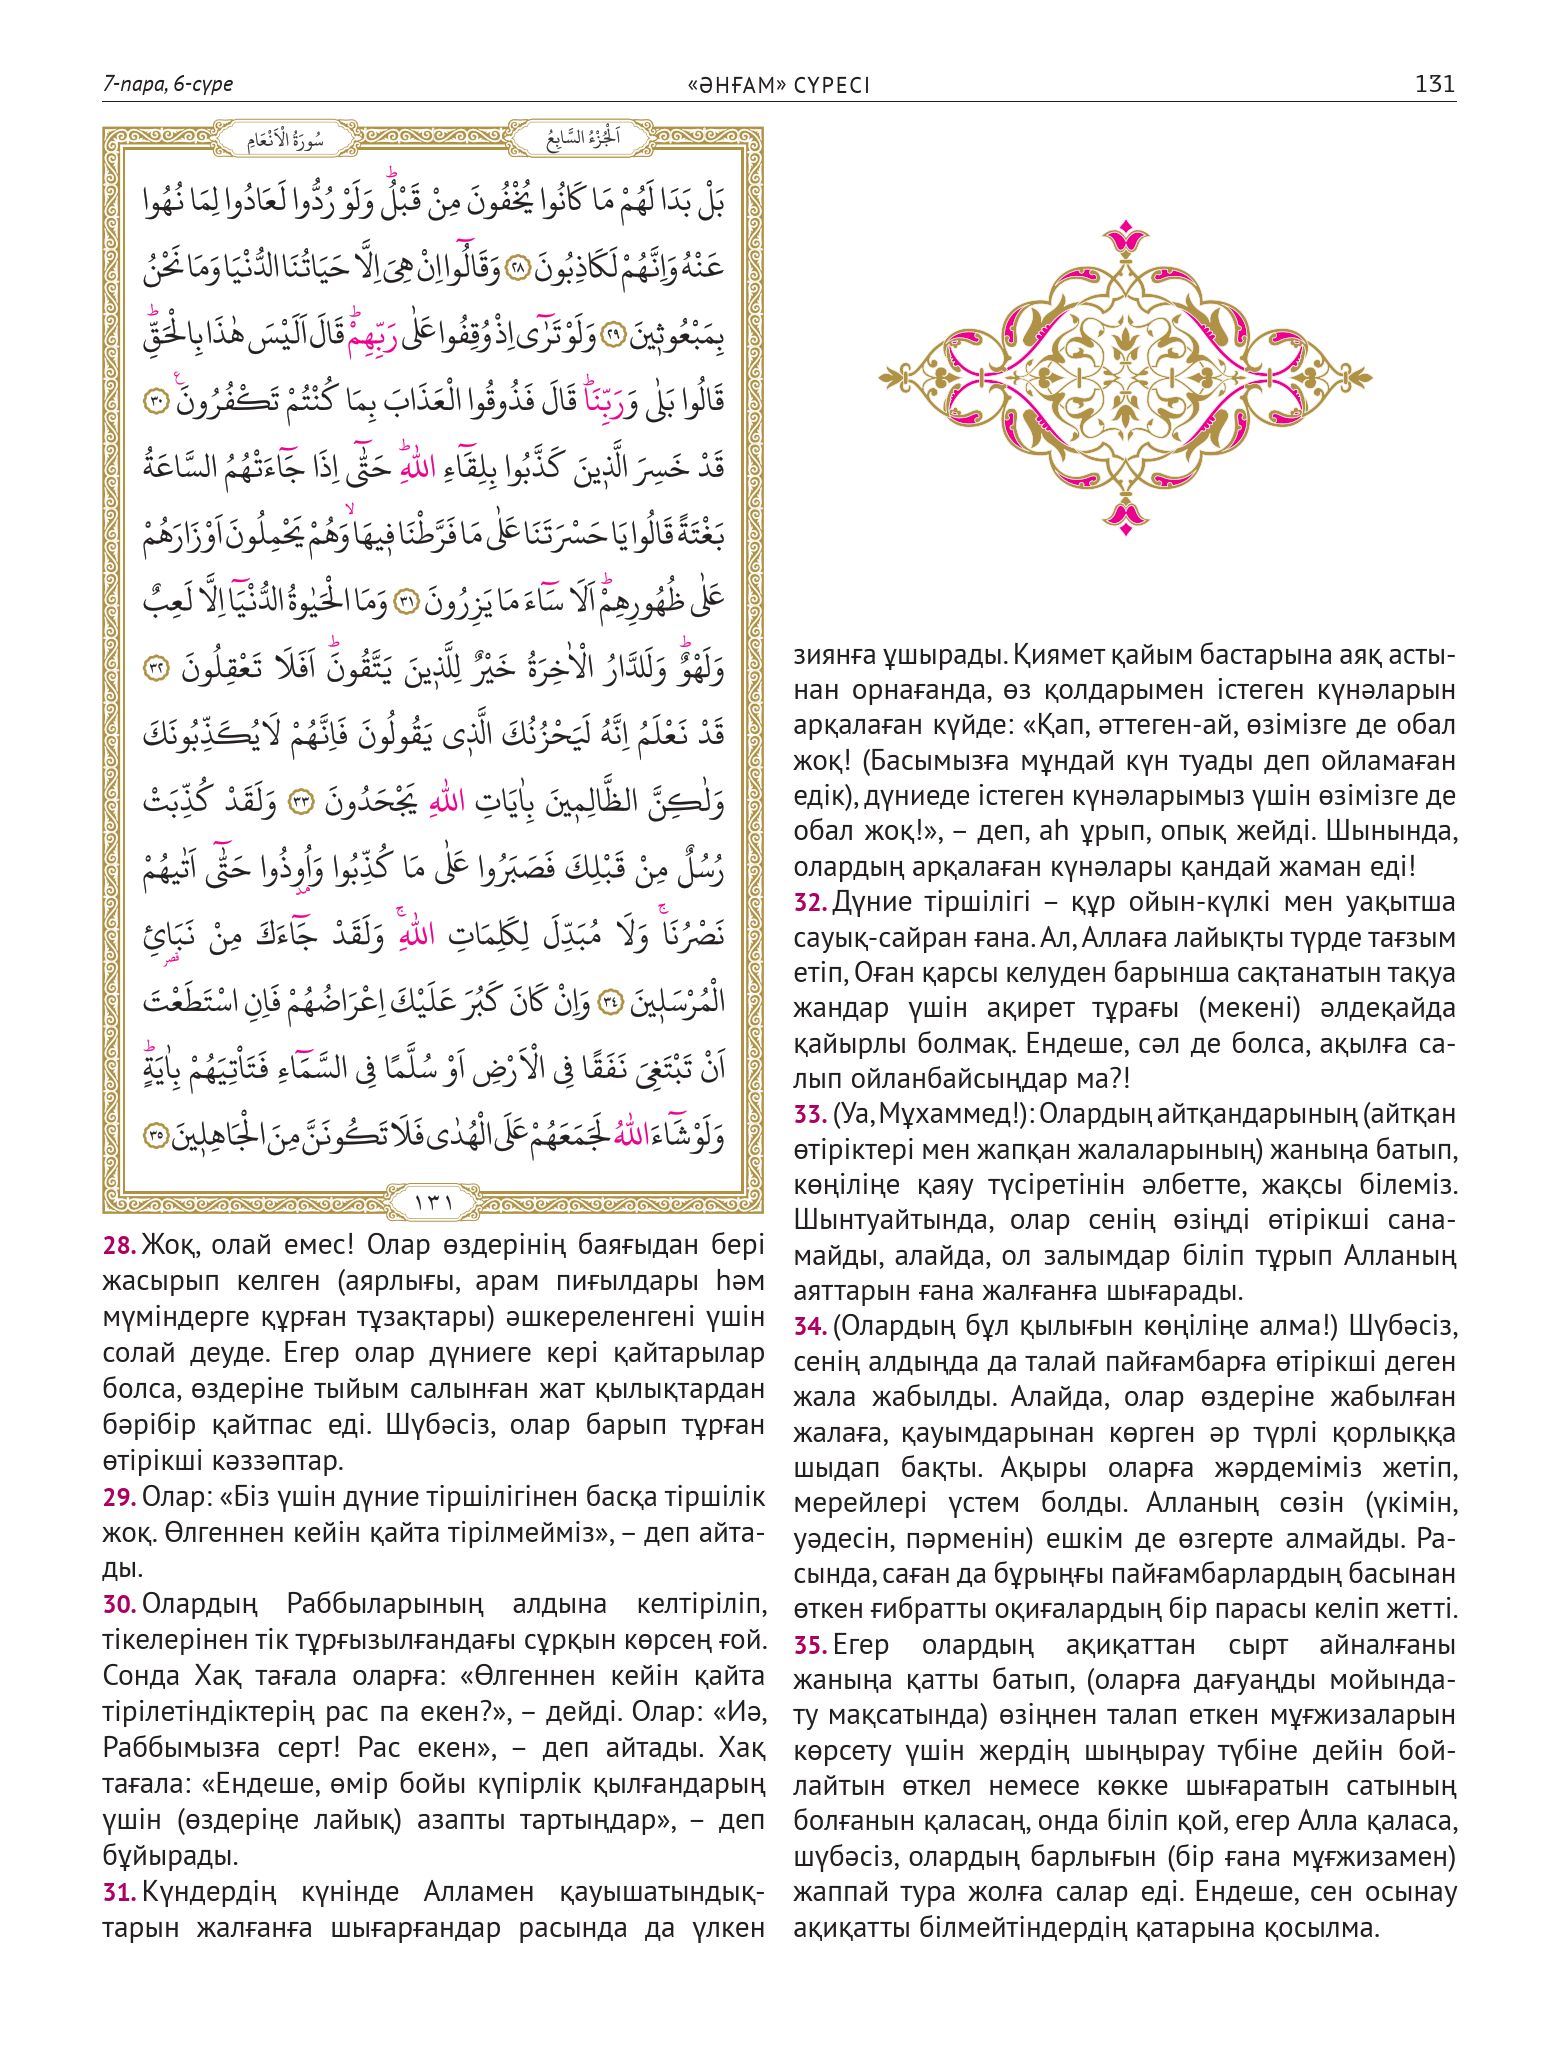 7-пара, 6-сүре
«ӘНҒАМ» СҮРЕСІ
131
سُورَةُ الْاَنْعَامِ
اَلْجُزْءُ السَّابِعُ
بَلْ بَدَا لَهُمْ مَا كَانُوا يُخْفُونَ مِنْ قَبْلُۜ وَلَوْ رُدُّوا لَعَادُوا لِمَا نُهُوا
عَنْهُ وَاِنَّهُمْ لَكَاذِبُونَ ﴿٢٨﴾ وَقَالُٓوا اِنْ هِيَ اِلَّا حَيَاتُنَا الدُّنْيَا وَمَا نَحْنُ
بِمَبْعُوث۪ينَ ﴿٢٩﴾ وَلَوْ تَرٰٓى اِذْ وُقِفُوا عَلٰى رَبِّهِمْۜ قَالَ اَلَيْسَ هٰذَا بِالْحَقِّۜ
قَالُوا بَلٰى وَرَبِّنَاۜ قَالَ فَذُوقُوا الْعَذَابَ بِمَا كُنْتُمْ تَكْفُرُونَ۟ ﴿٣٠﴾
قَدْ خَسِرَ الَّذ۪ينَ كَذَّبُوا بِلِقَٓاءِ اللّٰهِۜ حَتّٰٓى اِذَا جَٓاءَتْهُمُ السَّاعَةُ
بَغْتَةً قَالُوا يَا حَسْرَتَنَا عَلٰى مَا فَرَّطْنَا ف۪يهَاۙ وَهُمْ يَحْمِلُونَ اَوْزَارَهُمْ
عَلٰى ظُهُورِهِمْۜ اَلَا سَٓاءَ مَا يَزِرُونَ ﴿٣١﴾ وَمَا الْحَيٰوةُ الدُّنْيَٓا اِلَّا لَعِبٌ
وَلَهْوٌۜ وَلَلدَّارُ الْاٰخِرَةُ خَيْرٌ لِلَّذ۪ينَ يَتَّقُونَۜ اَفَلَا تَعْقِلُونَ ﴿٣٢﴾
قَدْ نَعْلَمُ اِنَّهُ لَيَحْزُنُكَ الَّذ۪ي يَقُولُونَ فَاِنَّهُمْ لَا يُكَذِّبُونَكَ
وَلٰكِنَّ الظَّالِم۪ينَ بِاٰيَاتِ اللّٰهِ يَجْحَدُونَ ﴿٣٣﴾ وَلَقَدْ كُذِّبَتْ
رُسُلٌ مِنْ قَبْلِكَ فَصَبَرُوا عَلٰى مَا كُذِّبُوا وَاُو۫ذُوا حَتّٰٓى اَتٰيهُمْ
نَصْرُنَاۚ وَلَا مُبَدِّلَ لِكَلِمَاتِ اللّٰهِۚ وَلَقَدْ جَٓاءَكَ مِنْ نَبَا۬ئِ
الْمُرْسَل۪ينَ ﴿٣٤﴾ وَاِنْ كَانَ كَبُرَ عَلَيْكَ اِعْرَاضُهُمْ فَاِنِ اسْتَطَعْتَ
اَنْ تَبْتَغِيَ نَفَقًا فِي الْاَرْضِ اَوْ سُلَّمًا فِي السَّمَٓاءِ فَتَاْتِيَهُمْ بِاٰيَةٍۜ
وَلَوْ شَٓاءَ اللّٰهُ لَجَمَعَهُمْ عَلَى الْهُدٰى فَلَا تَكُونَنَّ مِنَ الْجَاهِل۪ينَ ﴿٣٥﴾
١٣١
28. Жоқ, олай емес! Олар өздерінің баяғыдан бері
жасырып келген (аярлығы, арам пиғылдары һәм
мүміндерге құрған тұзақтары) әшкереленгені үшін
солай деуде. Егер олар дүниеге кері қайтарылар
болса, өздеріне тыйым салынған жат қылықтардан
бәрібір қайтпас еді. Шүбәсіз, олар барып тұрған
өтірікші кәззәптар.
29. Олар: «Біз үшін дүние тіршілігінен басқа тіршілік
жоқ. Өлгеннен кейін қайта тірілмейміз», – деп айта-
ды.
30. Олардың Раббыларының алдына келтіріліп,
тікелерінен тік тұрғызылғандағы сұрқын көрсең ғой.
Сонда Хақ тағала оларға: «Өлгеннен кейін қайта
тірілетіндіктерің рас па екен?», – дейді. Олар: «Иә,
Раббымызға серт! Рас екен», – деп айтады. Хақ
тағала: «Ендеше, өмір бойы күпірлік қылғандарың
үшін (өздеріңе лайық) азапты тартыңдар», – деп
бұйырады.
31. Күндердің күнінде Алламен қауышатындық-
тарын жалғанға шығарғандар расында да үлкен
зиянға ұшырады. Қиямет қайым бастарына аяқ асты-
нан орнағанда, өз қолдарымен істеген күнәларын
арқалаған күйде: «Қап, әттеген-ай, өзімізге де обал
жоқ! (Басымызға мұндай күн туады деп ойламаған
едік), дүниеде істеген күнәларымыз үшін өзімізге де
обал жоқ!», – деп, аһ ұрып, опық жейді. Шынында,
олардың арқалаған күнәлары қандай жаман еді!
32. Дүние тіршілігі – құр ойын-күлкі мен уақытша
сауық-сайран ғана. Ал, Аллаға лайықты түрде тағзым
етіп, Оған қарсы келуден барынша сақтанатын тақуа
жандар үшін ақирет тұрағы (мекені) әлдеқайда
қайырлы болмақ. Ендеше, сәл де болса, ақылға са-
лып ойланбайсыңдар ма?!
33. (Уа, Мұхаммед!): Олардың айтқандарының (айтқан
өтіріктері мен жапқан жалаларының) жаныңа батып,
көңіліңе қаяу түсіретінін әлбетте, жақсы білеміз.
Шынтуайтында, олар сенің өзіңді өтірікші сана-
майды, алайда, ол залымдар біліп тұрып Алланың
аяттарын ғана жалғанға шығарады.
34. (Олардың бұл қылығын көңіліңе алма!) Шүбәсіз,
сенің алдыңда да талай пайғамбарға өтірікші деген
жала жабылды. Алайда, олар өздеріне жабылған
жалаға, қауымдарынан көрген әр түрлі қорлыққа
шыдап бақты. Ақыры оларға жәрдеміміз жетіп,
мерейлері үстем болды. Алланың сөзін (үкімін,
уәдесін, пәрменін) ешкім де өзгерте алмайды. Ра-
сында, саған да бұрыңғы пайғамбарлардың басынан
өткен ғибратты оқиғалардың бір парасы келіп жетті.
35. Егер олардың ақиқаттан сырт айналғаны
жаныңа қатты батып, (оларға дағуаңды мойында-
ту мақсатында) өзіңнен талап еткен мұғжизаларын
көрсету үшін жердің шыңырау түбіне дейін бой-
лайтын өткел немесе көкке шығаратын сатының
болғанын қаласаң, онда біліп қой, егер Алла қаласа,
шүбәсіз, олардың барлығын (бір ғана мұғжизамен)
жаппай тура жолға салар еді. Ендеше, сен осынау
ақиқатты білмейтіндердің қатарына қосылма.